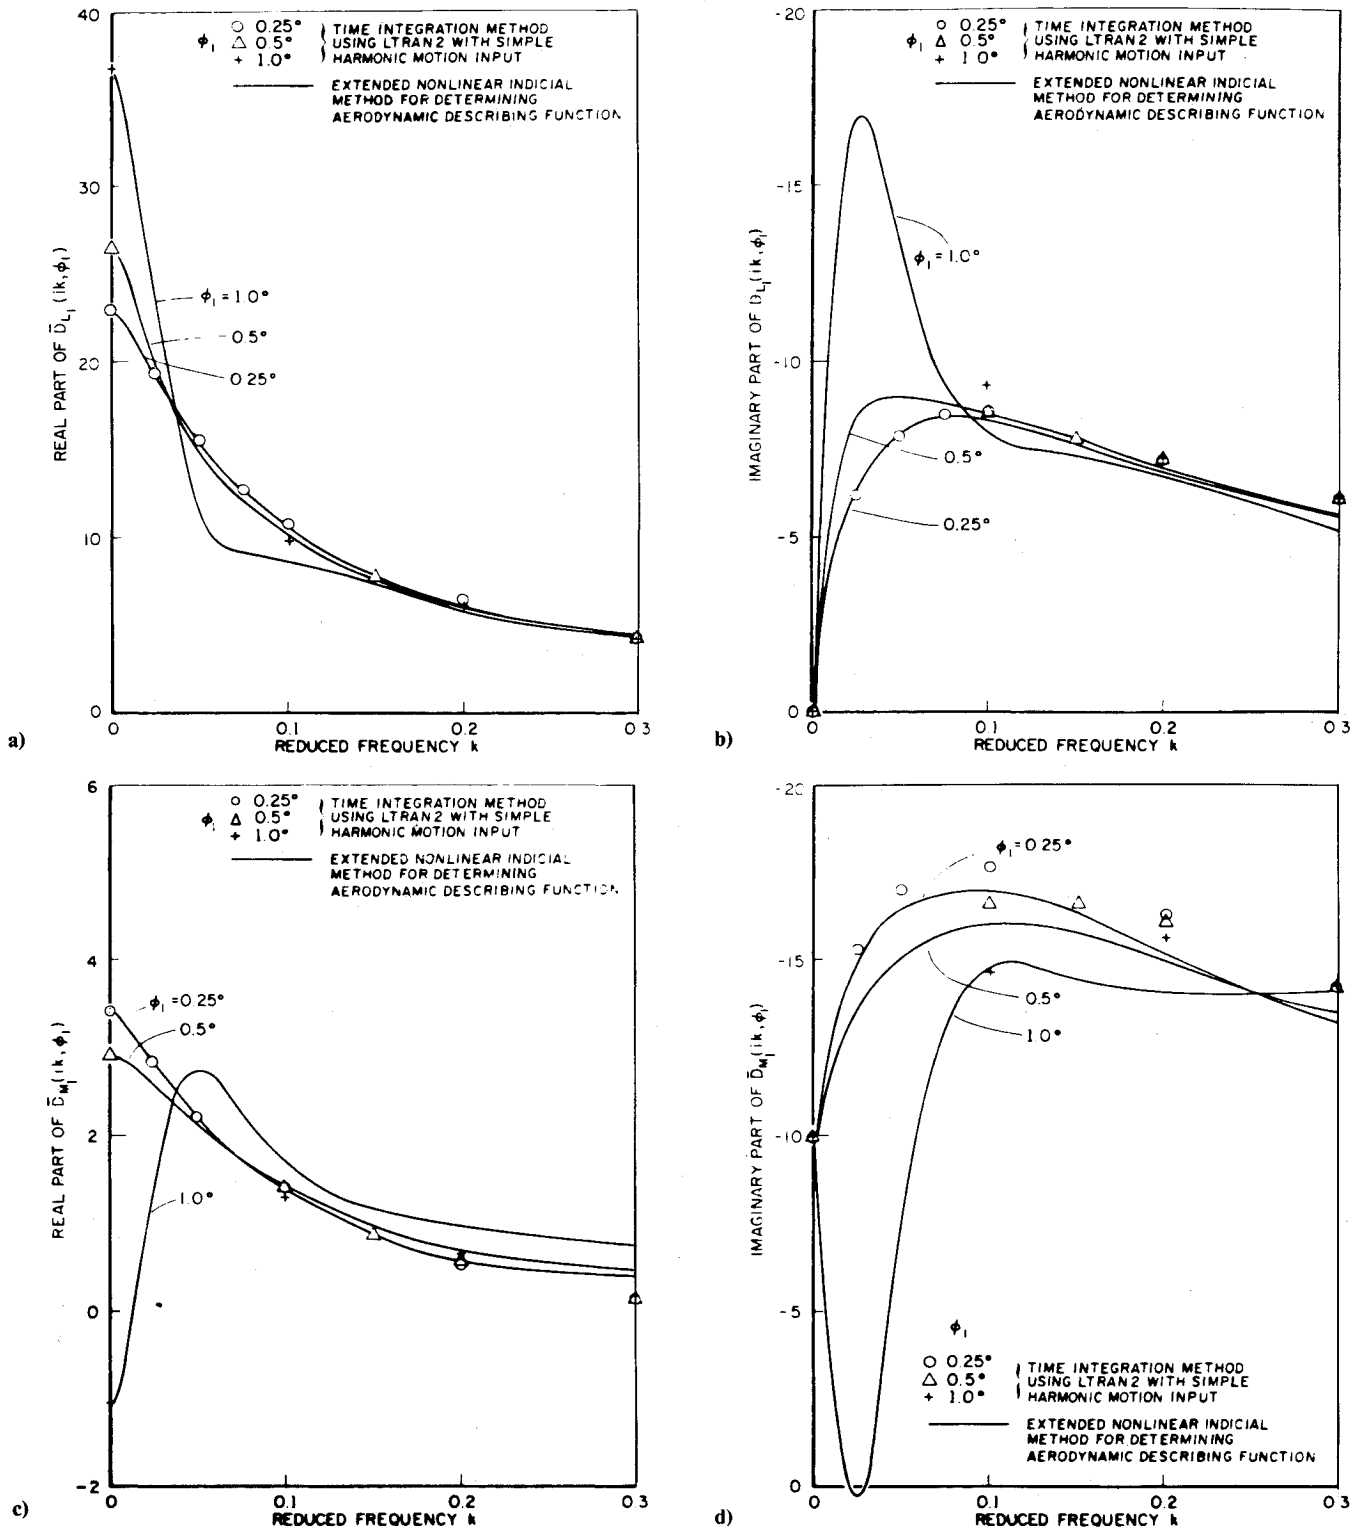 40
30
20
10
0
0
0.1
0.2
0.3
REAL PART OF D̄L₁(ik,ϕ₁)
REDUCED FREQUENCY k
ϕ₁
○ 0.25°
△ 0.5°
+ 1.0°
TIME INTEGRATION METHOD
USING LTRAN2 WITH SIMPLE
HARMONIC MOTION INPUT
EXTENDED NONLINEAR INDICIAL
METHOD FOR DETERMINING
AERODYNAMIC DESCRIBING FUNCTION
ϕ₁=1.0°
0.5°
0.25°
a)
-20
-15
-10
-5
0
0
0.1
0.2
0.3
IMAGINARY PART OF D̄L₁(ik,ϕ₁)
REDUCED FREQUENCY k
ϕ₁
○ 0.25°
△ 0.5°
+ 1.0°
TIME INTEGRATION METHOD
USING LTRAN2 WITH SIMPLE
HARMONIC MOTION INPUT
EXTENDED NONLINEAR INDICIAL
METHOD FOR DETERMINING
AERODYNAMIC DESCRIBING FUNCTION
ϕ₁=1.0°
0.5°
0.25°
b)
6
4
2
0
-2
0
0.1
0.2
0.3
REAL PART OF D̄M₁(ik,ϕ₁)
REDUCED FREQUENCY k
ϕ₁
○ 0.25°
△ 0.5°
+ 1.0°
TIME INTEGRATION METHOD
USING LTRAN2 WITH SIMPLE
HARMONIC MOTION INPUT
EXTENDED NONLINEAR INDICIAL
METHOD FOR DETERMINING
AERODYNAMIC DESCRIBING FUNCTION
ϕ₁=0.25°
0.5°
1.0°
c)
-20
-15
-10
-5
0
0
0.1
0.2
0.3
IMAGINARY PART OF D̄M₁(ik,ϕ₁)
REDUCED FREQUENCY k
ϕ₁=0.25°
0.5°
1.0°
ϕ₁
○ 0.25°
△ 0.5°
+ 1.0°
TIME INTEGRATION METHOD
USING LTRAN2 WITH SIMPLE
HARMONIC MOTION INPUT
EXTENDED NONLINEAR INDICIAL
METHOD FOR DETERMINING
AERODYNAMIC DESCRIBING FUNCTION
d)